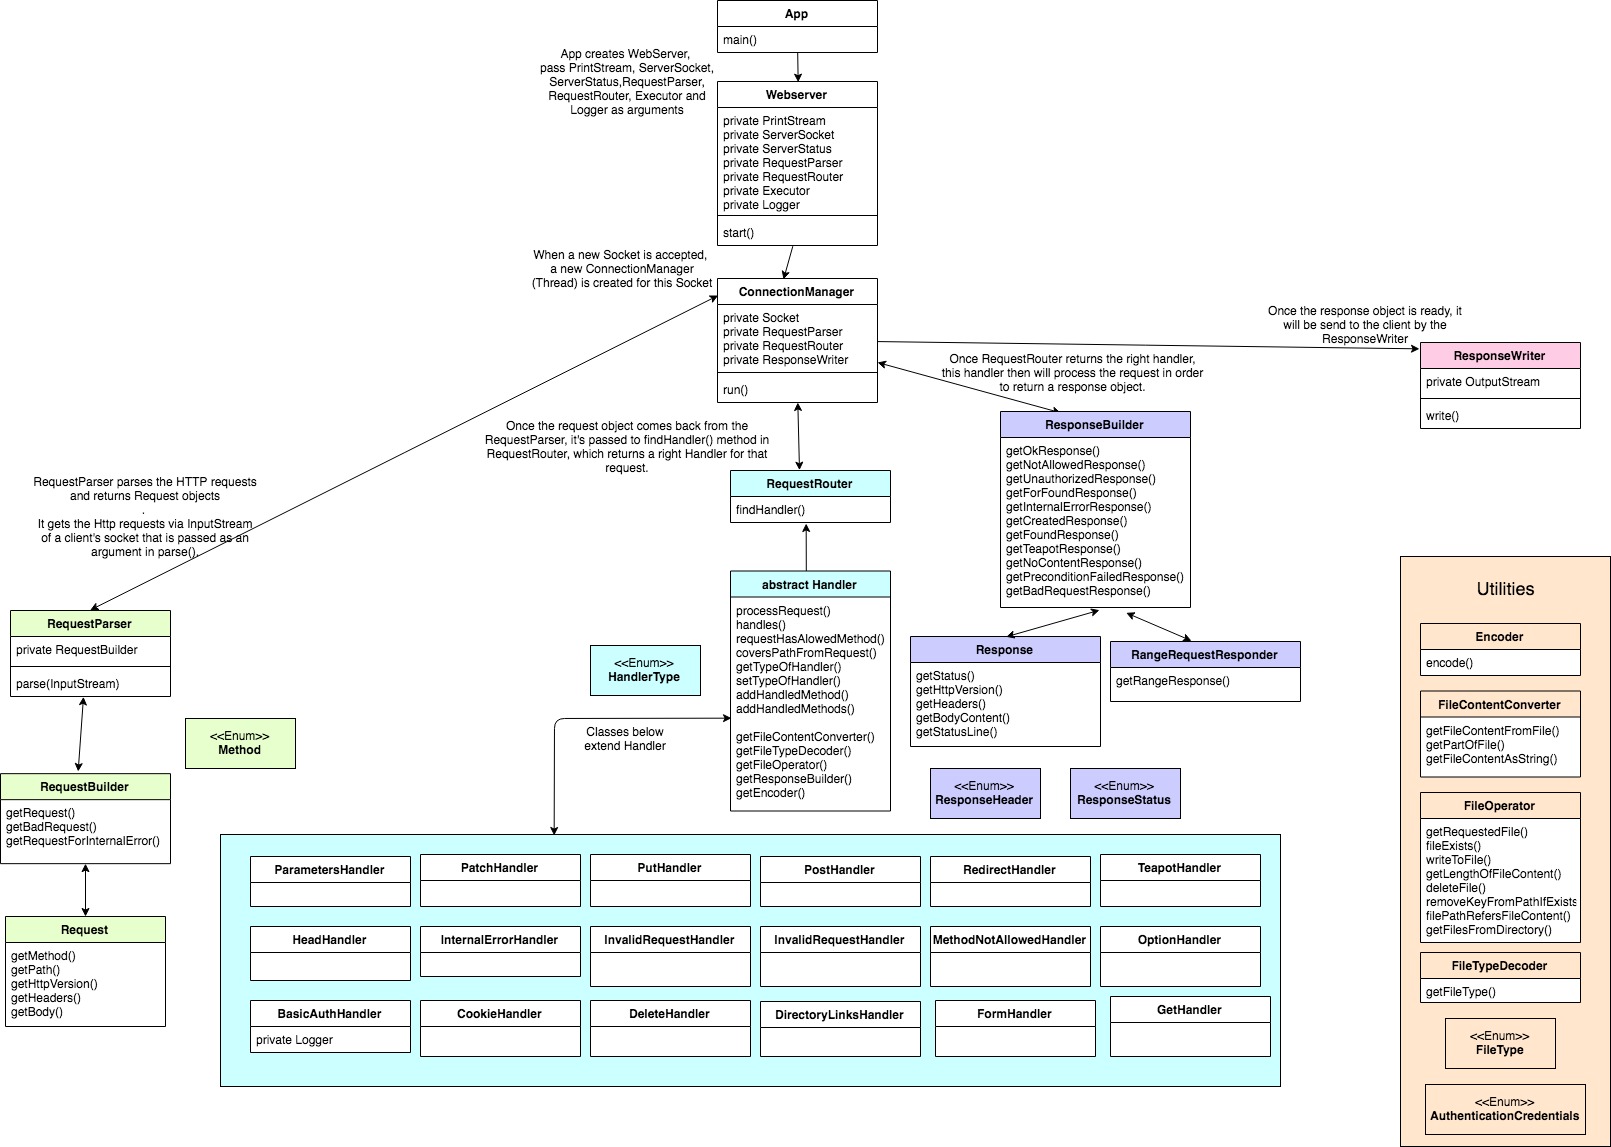 App
main()
App creates WebServer,
pass PrintStream, ServerSocket,
ServerStatus,RequestParser,
RequestRouter, Executor and
Logger as arguments
Webserver
private PrintStream
private ServerSocket
private ServerStatus
private RequestParser
private RequestRouter
private Executor
private Logger
start()
When a new Socket is accepted,
a new ConnectionManager
(Thread) is created for this Socket
ConnectionManager
private Socket
private RequestParser
private RequestRouter
private ResponseWriter
run()
Once the response object is ready, it
will be send to the client by the
ResponseWriter
ResponseWriter
private OutputStream
write()
Once RequestRouter returns the right handler,
this handler then will process the request in order
to return a response object.
Once the request object comes back from the
RequestParser, it's passed to findHandler() method in
RequestRouter, which returns a right Handler for that
request.
ResponseBuilder
getOkResponse()
getNotAllowedResponse()
getUnauthorizedResponse()
getForFoundResponse()
getInternalErrorResponse()
getCreatedResponse()
getFoundResponse()
getTeapotResponse()
getNoContentResponse()
getPreconditionFailedResponse()
getBadRequestResponse()
RequestRouter
findHandler()
RequestParser parses the HTTP requests
and returns Request objects
.
It gets the Http requests via InputStream
of a client's socket that is passed as an
argument in parse().
RequestParser
private RequestBuilder
parse(InputStream)
abstract Handler
processRequest()
handles()
requestHasAlowedMethod()
coversPathFromRequest()
getTypeOfHandler()
setTypeOfHandler()
addHandledMethod()
addHandledMethods()
getFileContentConverter()
getFileTypeDecoder()
getFileOperator()
getResponseBuilder()
getEncoder()
<<Enum>>
HandlerType
Classes below
extend Handler
Response
getStatus()
getHttpVersion()
getHeaders()
getBodyContent()
getStatusLine()
RangeRequestResponder
getRangeResponse()
<<Enum>>
ResponseHeader
<<Enum>>
ResponseStatus
<<Enum>>
Method
RequestBuilder
getRequest()
getBadRequest()
getRequestForInternalError()
Request
getMethod()
getPath()
getHttpVersion()
getHeaders()
getBody()
ParametersHandler
PatchHandler
PutHandler
PostHandler
RedirectHandler
TeapotHandler
HeadHandler
InternalErrorHandler
InvalidRequestHandler
InvalidRequestHandler
MethodNotAllowedHandler
OptionHandler
BasicAuthHandler
private Logger
CookieHandler
DeleteHandler
DirectoryLinksHandler
FormHandler
GetHandler
Utilities
Encoder
encode()
FileContentConverter
getFileContentFromFile()
getPartOfFile()
getFileContentAsString()
FileOperator
getRequestedFile()
fileExists()
writeToFile()
getLengthOfFileContent()
deleteFile()
removeKeyFromPathIfExists
filePathRefersFileContent()
getFilesFromDirectory()
FileTypeDecoder
getFileType()
<<Enum>>
FileType
<<Enum>>
AuthenticationCredentials